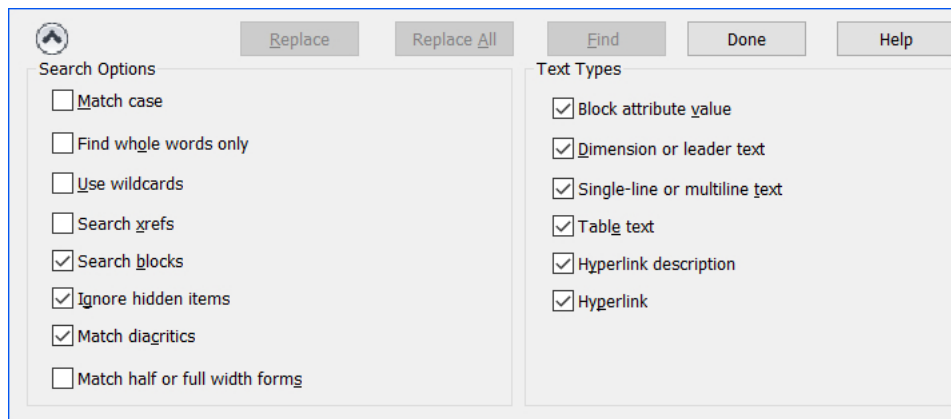 Replace Replace All Find Done Help
Search Options
Match case
Find whole words only
Use wildcards
Search xrefs
Search blocks
Ignore hidden items
Match diacritics
Match half or full width forms
Text Types
Block attribute value
Dimension or leader text
Single-line or multiline text
Table text
Hyperlink description
Hyperlink